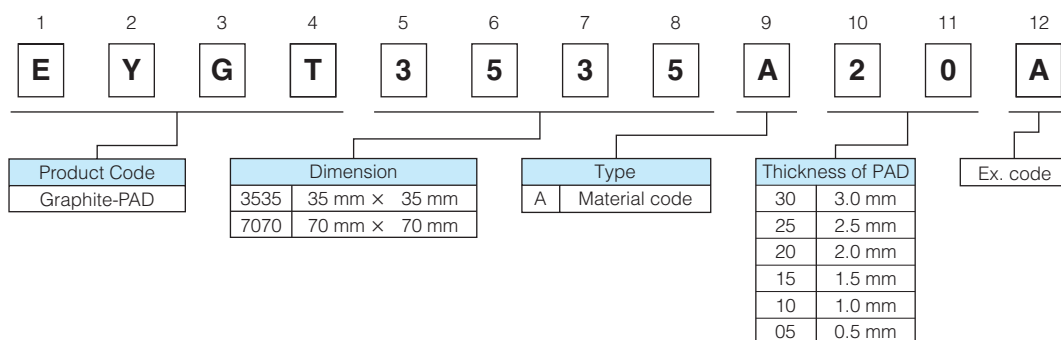 1 2 3 4 5 6 7 8 9 10 11 12
E Y G T 3 5 3 5 A 2 0 A
Product Code
Graphite-PAD
Dimension
3535 35 mm × 35 mm
7070 70 mm × 70 mm
Type
A Material code
Thickness of PAD
30 3.0 mm
25 2.5 mm
20 2.0 mm
15 1.5 mm
10 1.0 mm
05 0.5 mm
Ex. code